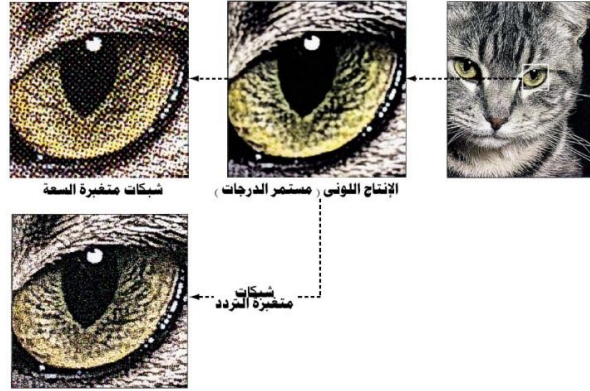 شبكات متغيرة السعة
الإنتاج اللونى ( مستمر الدرجات )
شبكات
متغيرة التردد